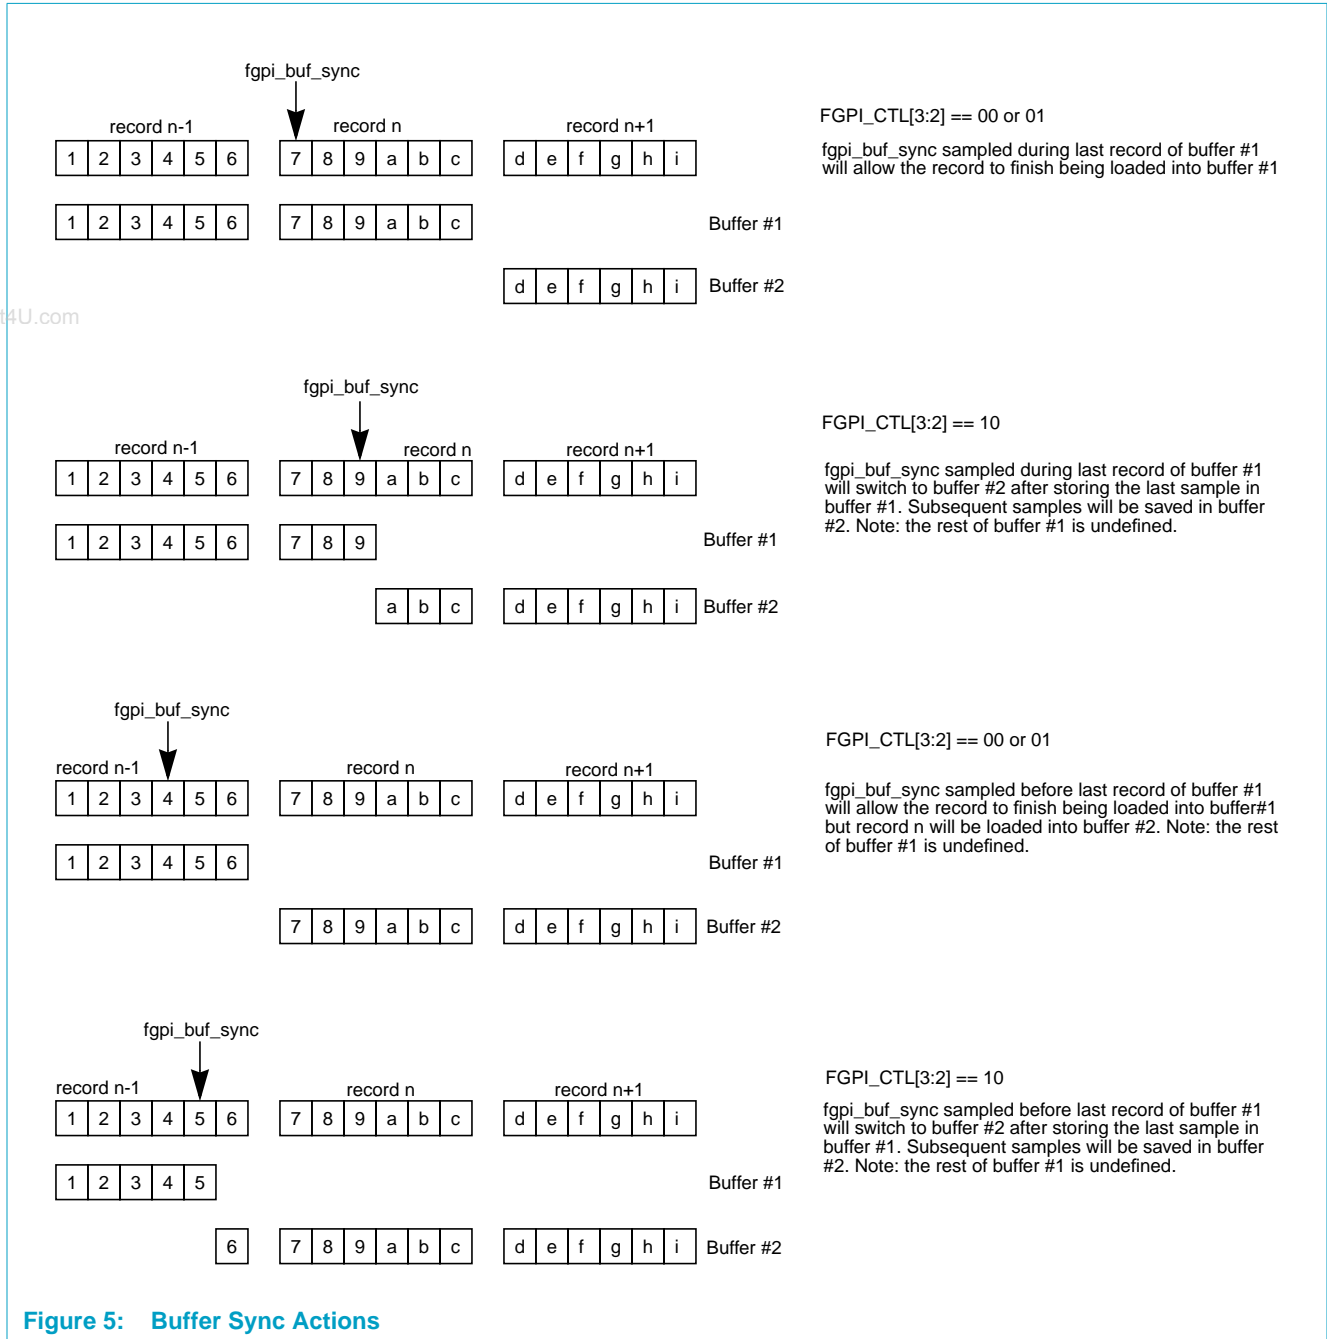 fgpi_buf_sync
record n-1 record n record n+1
1 2 3 4 5 6 7 8 9 a b c d e f g h i
FGPI_CTL[3:2] == 00 or 01
fgpi_buf_sync sampled during last record of buffer #1
will allow the record to finish being loaded into buffer #1
1 2 3 4 5 6 7 8 9 a b c Buffer #1
d e f g h i Buffer #2
t4U.com
fgpi_buf_sync
record n-1 record n record n+1
1 2 3 4 5 6 7 8 9 a b c d e f g h i
FGPI_CTL[3:2] == 10
fgpi_buf_sync sampled during last record of buffer #1
will switch to buffer #2 after storing the last sample in
buffer #1. Subsequent samples will be saved in buffer
#2. Note: the rest of buffer #1 is undefined.
1 2 3 4 5 6 7 8 9 Buffer #1
a b c d e f g h i Buffer #2
fgpi_buf_sync
record n-1 record n record n+1
1 2 3 4 5 6 7 8 9 a b c d e f g h i
FGPI_CTL[3:2] == 00 or 01
fgpi_buf_sync sampled before last record of buffer #1
will allow the record to finish being loaded into buffer#1
but record n will be loaded into buffer #2. Note: the rest
of buffer #1 is undefined.
1 2 3 4 5 6 Buffer #1
7 8 9 a b c d e f g h i Buffer #2
fgpi_buf_sync
record n-1 record n record n+1
1 2 3 4 5 6 7 8 9 a b c d e f g h i
FGPI_CTL[3:2] == 10
fgpi_buf_sync sampled before last record of buffer #1
will switch to buffer #2 after storing the last sample in
buffer #1. Subsequent samples will be saved in buffer
#2. Note: the rest of buffer #1 is undefined.
1 2 3 4 5 Buffer #1
6 7 8 9 a b c d e f g h i Buffer #2
Figure 5: Buffer Sync Actions